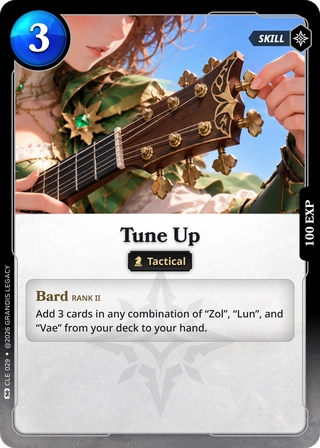 3
SKILL
Tune Up
Tactical
Bard RANK II
Add 3 cards in any combination of “Zol”, “Lun”, and
“Vae” from your deck to your hand.
100 EXP
CLE 029 • @2026 GRANDIS LEGACY